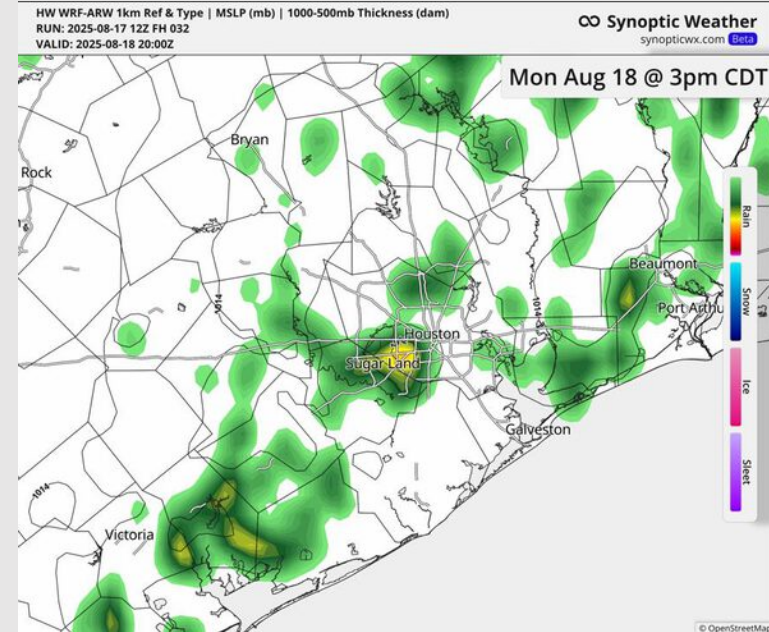 HW WRF-ARW 1km Ref & Type | MSLP (mb) | 1000-500mb Thickness (dam)
RUN: 2025-08-17 12Z FH 032
VALID: 2025-08-18 20:00Z
Synoptic Weather
synopticwx.com Beta
Mon Aug 18 @ 3pm CDT
Bryan
Rock
Rain
Beaumont
Snow
1014
1014
Port Arthu
Houston
Sugar Land
Ice
Galveston
Sleet
1014
Victoria
© OpenStreetMap